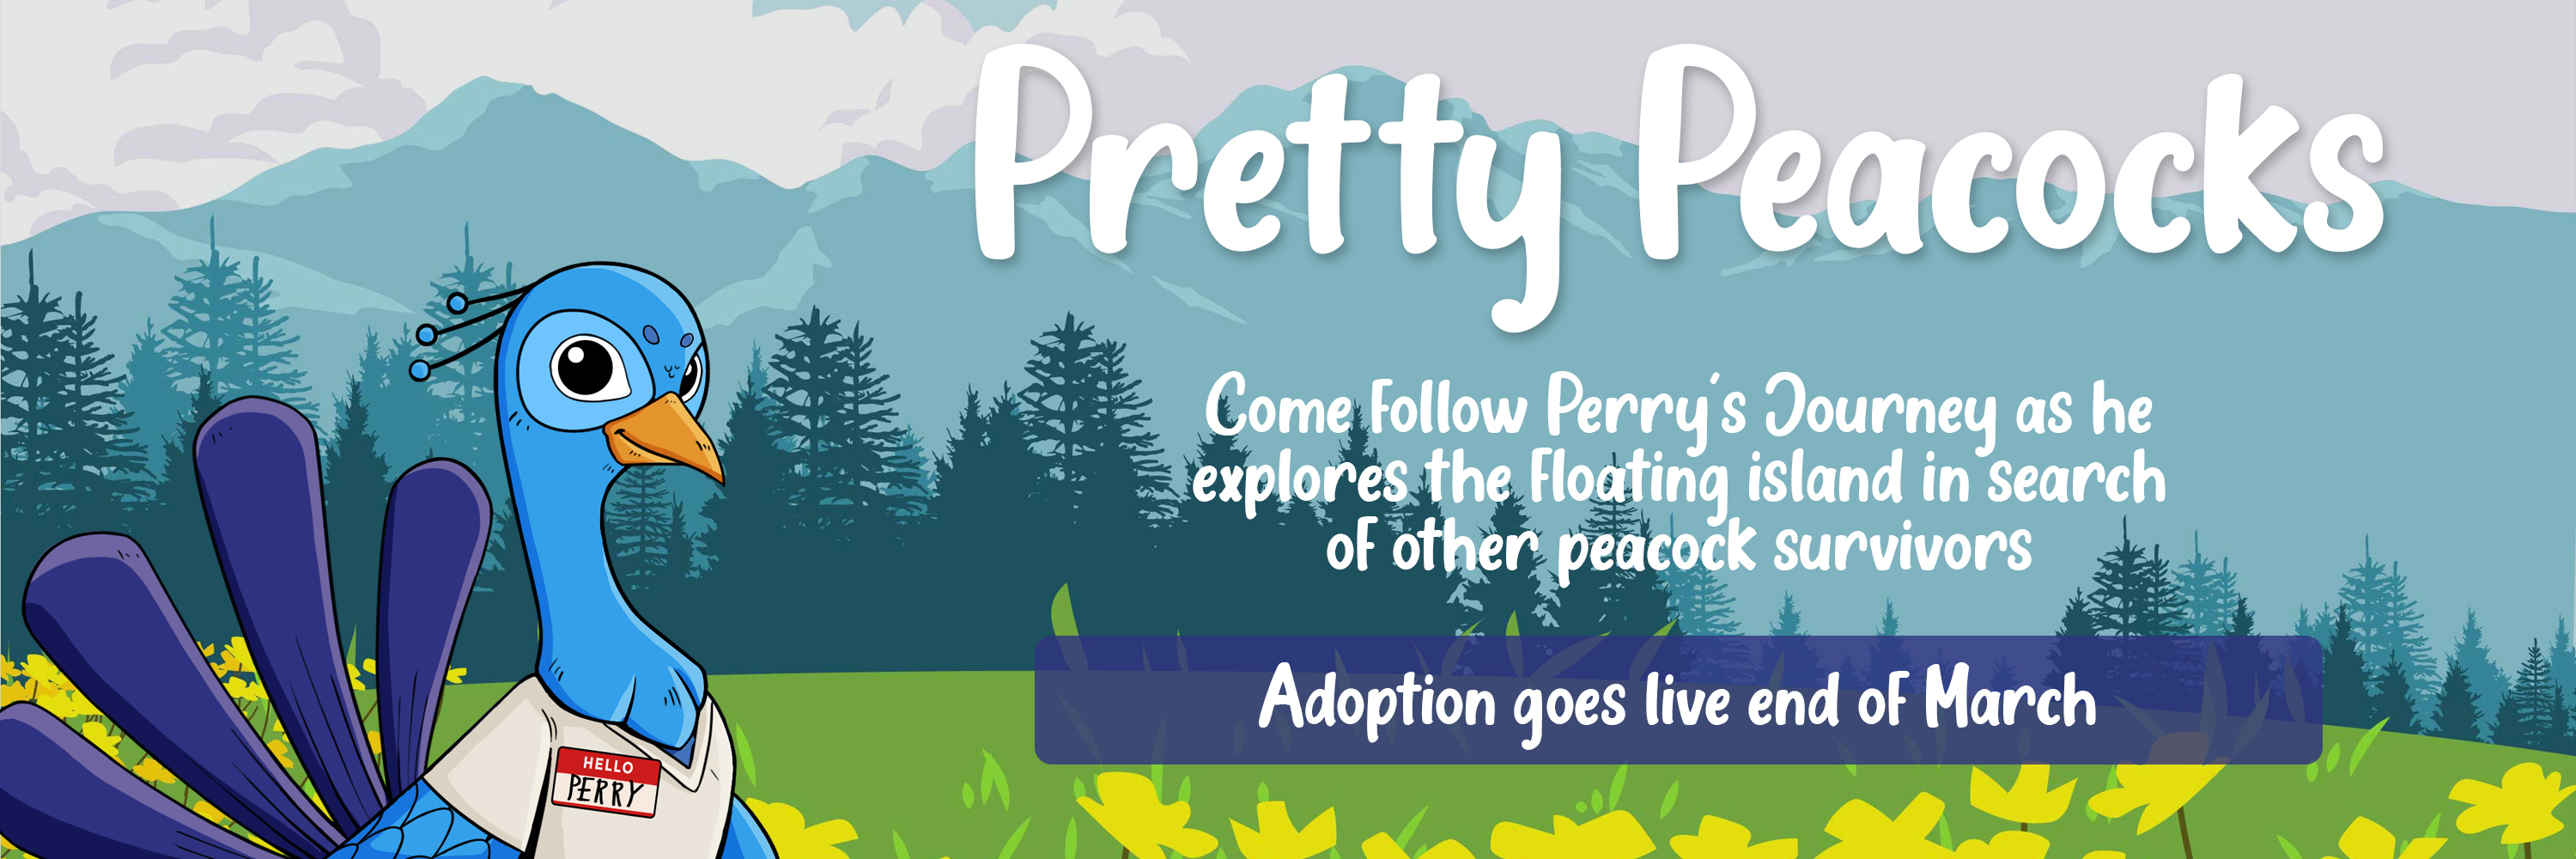 Pretty Peacocks
Come Follow Perry's Journey as he
explores the Floating island in search
of other peacock survivors
Adoption goes live end of March
HELLO
PERRY